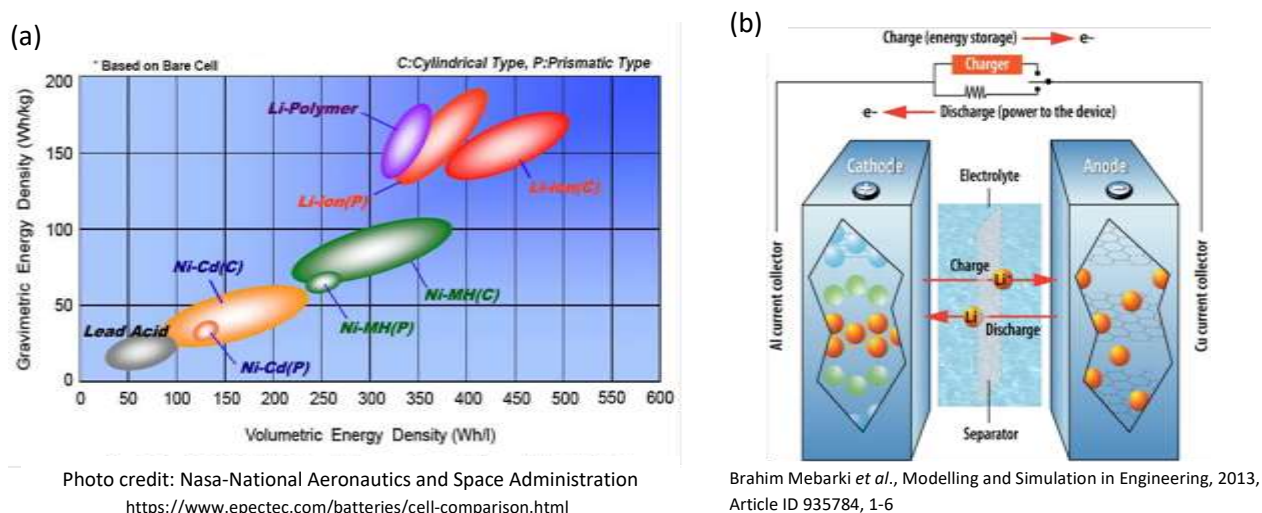 (a)
* Based on Bare Cell
C:Cylindrical Type, P:Prismatic Type
Gravimetric Energy Density (Wh/kg)
200
150
100
50
0
Li-Polymer
Li-ion(P)
Li-ion(C)
Ni-Cd(C)
Ni-MH(C)
Ni-MH(P)
Lead Acid
Ni-Cd(P)
0 50 100 150 200 250 300 350 400 450 500 550 600
Volumetric Energy Density (Wh/l)
Photo credit: Nasa-National Aeronautics and Space Administration
https://www.epectec.com/batteries/cell-comparison.html
(b)
Charge (energy storage) e-
Charger
e- Discharge (power to the device)
Cathode
+
Electrolyte
Anode
-
Al current collector
Charge
Li+
Li
Discharge
Cu current collector
Separator
Brahim Mebarki et al., Modelling and Simulation in Engineering, 2013,
Article ID 935784, 1-6